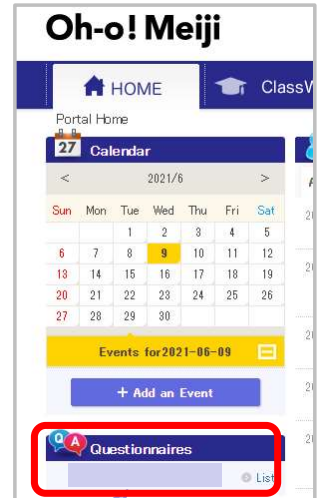 Oh-o! Meiji
HOME
ClassW
Portal Home
27 Calendar
< 2021/6 >
Sun Mon Tue Wed Thu Fri Sat
1 2 3 4 5
6 7 8 9 10 11 12
13 14 15 16 17 18 19
20 21 22 23 24 25 26
27 28 29 30
Events for2021-06-09
+ Add an Event
Q A Questionnaires
List